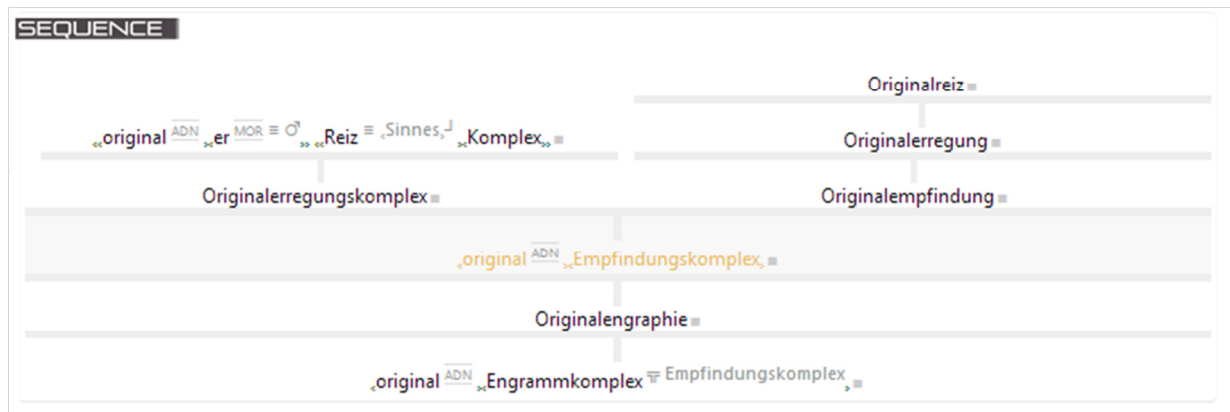 SEQUENCE
Originalreiz
«original ADN »er MOR ≡ ♂» «Reiz ≡ ‹Sinnes›┘ »Komplex»
Originalerregung
Originalerregungskomplex
Originalempfindung
‹original ADN »Empfindungskomplex›
Originalengraphie
‹original ADN »Engrammkomplex ╦ Empfindungskomplex›